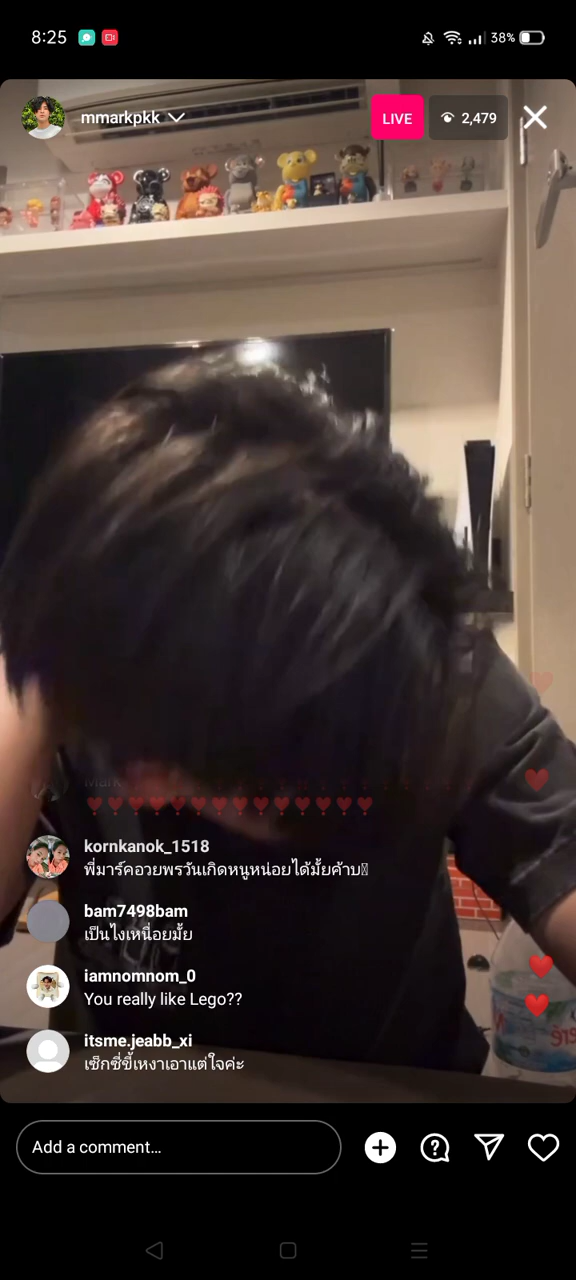 8:25
38%
mmarkpkk
LIVE
2,479
Mark
kornkanok_1518
พี่มาร์คอวยพรวันเกิดหนูหน่อยได้มั้ยค้าบ
bam7498bam
เป็นไงเหนื่อยมั้ย
iamnomnom_0
You really like Lego??
itsme.jeabb_xi
เซ็กซี่ขี้เหงาเอาแต่ใจค่ะ
Add a comment...